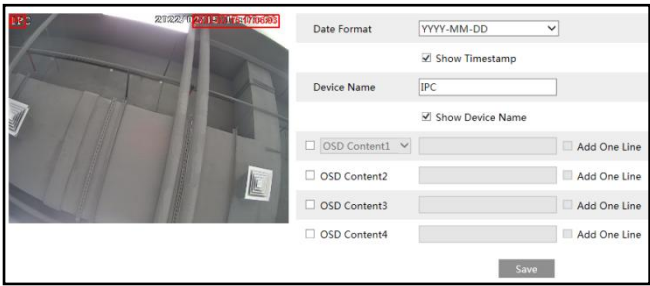 IPC
Date Format YYYY-MM-DD
Show Timestamp
Device Name IPC
Show Device Name
OSD Content1 Add One Line
OSD Content2 Add One Line
OSD Content3 Add One Line
OSD Content4 Add One Line
Save